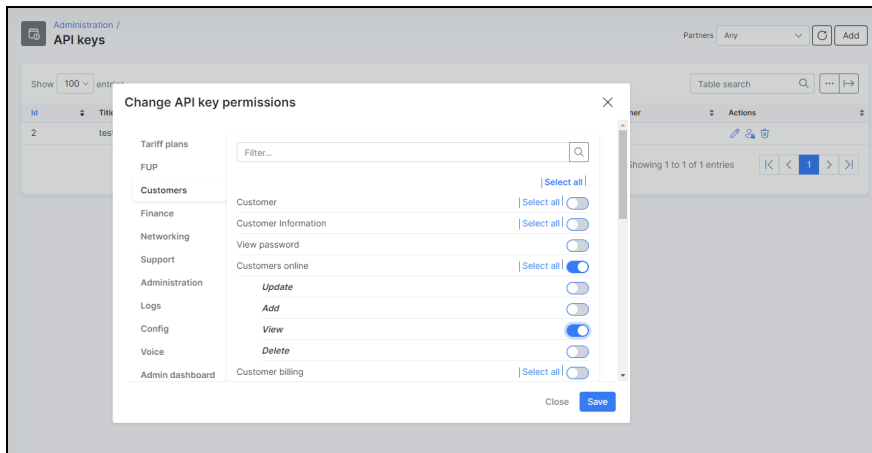 Administration /
API keys
Partners Any
Add
Show 100 entries
Table search
Id Title Actions
2 test
Showing 1 to 1 of 1 entries
1
Change API key permissions
Tariff plans
FUP
Customers
Finance
Networking
Support
Administration
Logs
Config
Voice
Admin dashboard
Filter...
Select all
Customer Select all
Customer Information Select all
View password
Customers online Select all
Update
Add
View
Delete
Customer billing Select all
Close Save